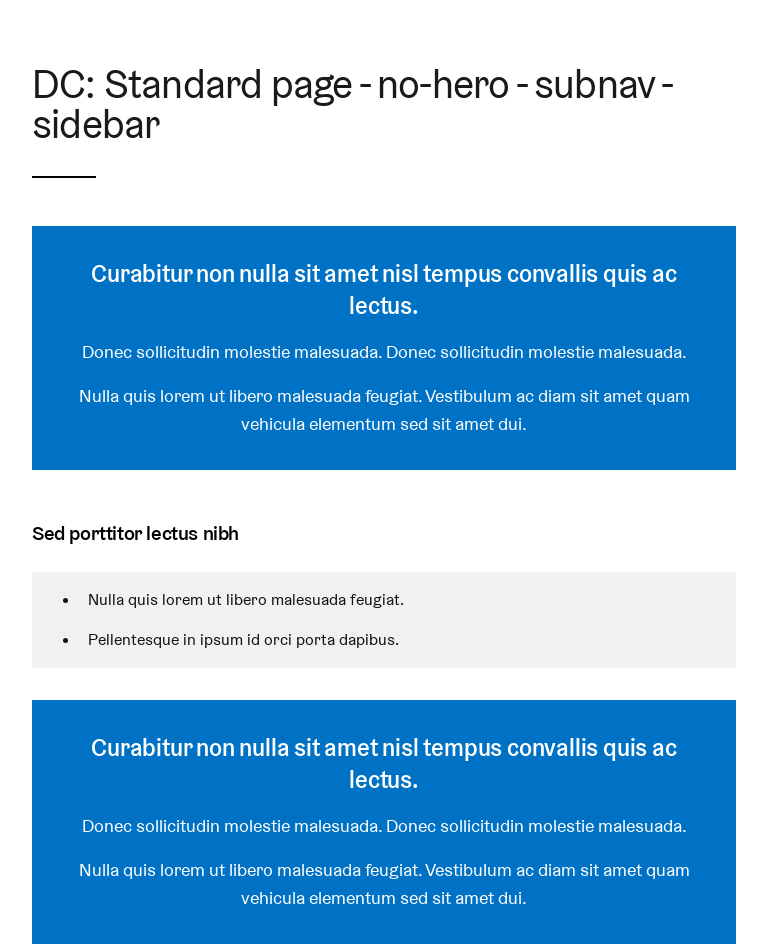 DC: Standard page - no-hero - subnav -
sidebar
Curabitur non nulla sit amet nisl tempus convallis quis ac
lectus.
Donec sollicitudin molestie malesuada. Donec sollicitudin molestie malesuada.
Nulla quis lorem ut libero malesuada feugiat. Vestibulum ac diam sit amet quam
vehicula elementum sed sit amet dui.
Sed porttitor lectus nibh
• Nulla quis lorem ut libero malesuada feugiat.
• Pellentesque in ipsum id orci porta dapibus.
Curabitur non nulla sit amet nisl tempus convallis quis ac
lectus.
Donec sollicitudin molestie malesuada. Donec sollicitudin molestie malesuada.
Nulla quis lorem ut libero malesuada feugiat. Vestibulum ac diam sit amet quam
vehicula elementum sed sit amet dui.